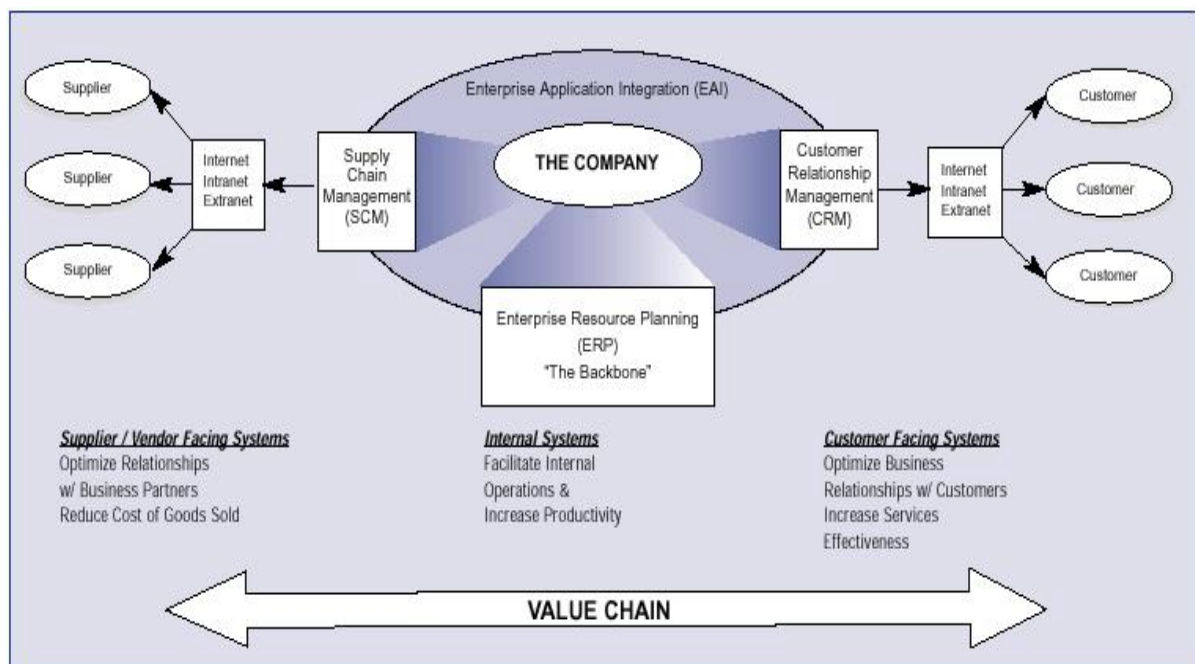 Enterprise Application Integration (EAI)
Supplier
Supplier
Supplier
Internet
Intranet
Extranet
Supply
Chain
Management
(SCM)
THE COMPANY
Customer
Relationship
Management
(CRM)
Internet
Intranet
Extranet
Customer
Customer
Customer
Enterprise Resource Planning
(ERP)
"The Backbone"
Supplier / Vendor Facing Systems
Optimize Relationships
w/ Business Partners
Reduce Cost of Goods Sold
Internal Systems
Facilitate Internal
Operations &
Increase Productivity
Customer Facing Systems
Optimize Business
Relationships w/ Customers
Increase Services
Effectiveness
VALUE CHAIN